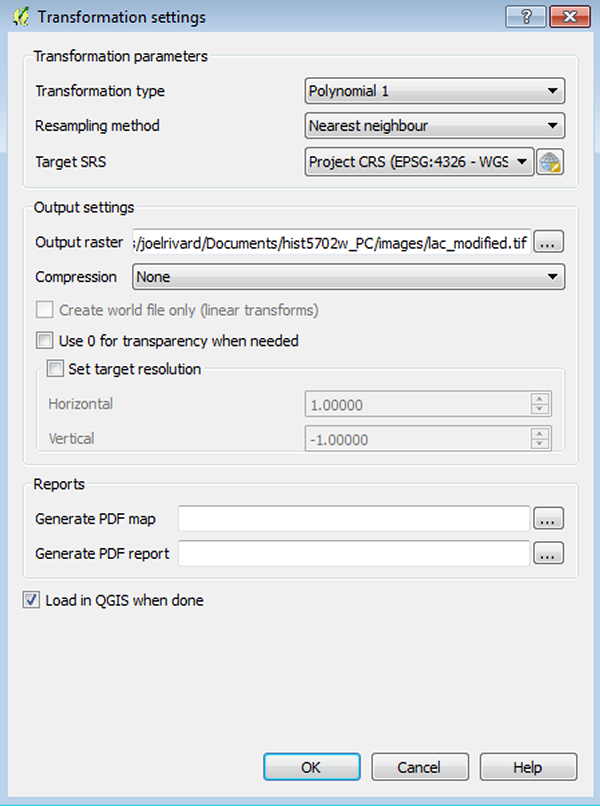 Transformation settings
Transformation parameters
Transformation type Polynomial 1
Resampling method Nearest neighbour
Target SRS Project CRS (EPSG:4326 - WGS
Output settings
Output raster ;/joelrivard/Documents/hist5702w_PC/images/lac_modified.tif ...
Compression None
Create world file only (linear transforms)
Use 0 for transparency when needed
Set target resolution
Horizontal 1.00000
Vertical -1.00000
Reports
Generate PDF map ...
Generate PDF report ...
Load in QGIS when done
OK Cancel Help